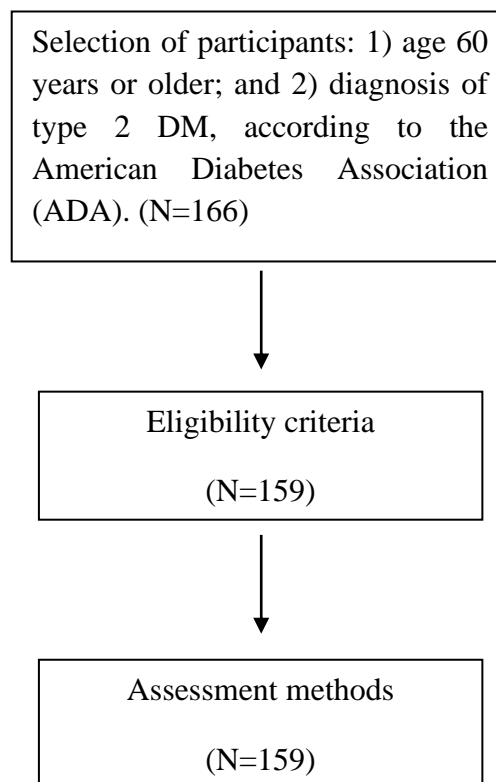 Selection of participants: 1) age 60
years or older; and 2) diagnosis of
type 2 DM, according to the
American Diabetes Association
(ADA). (N=166)
Eligibility criteria
(N=159)
Assessment methods
(N=159)